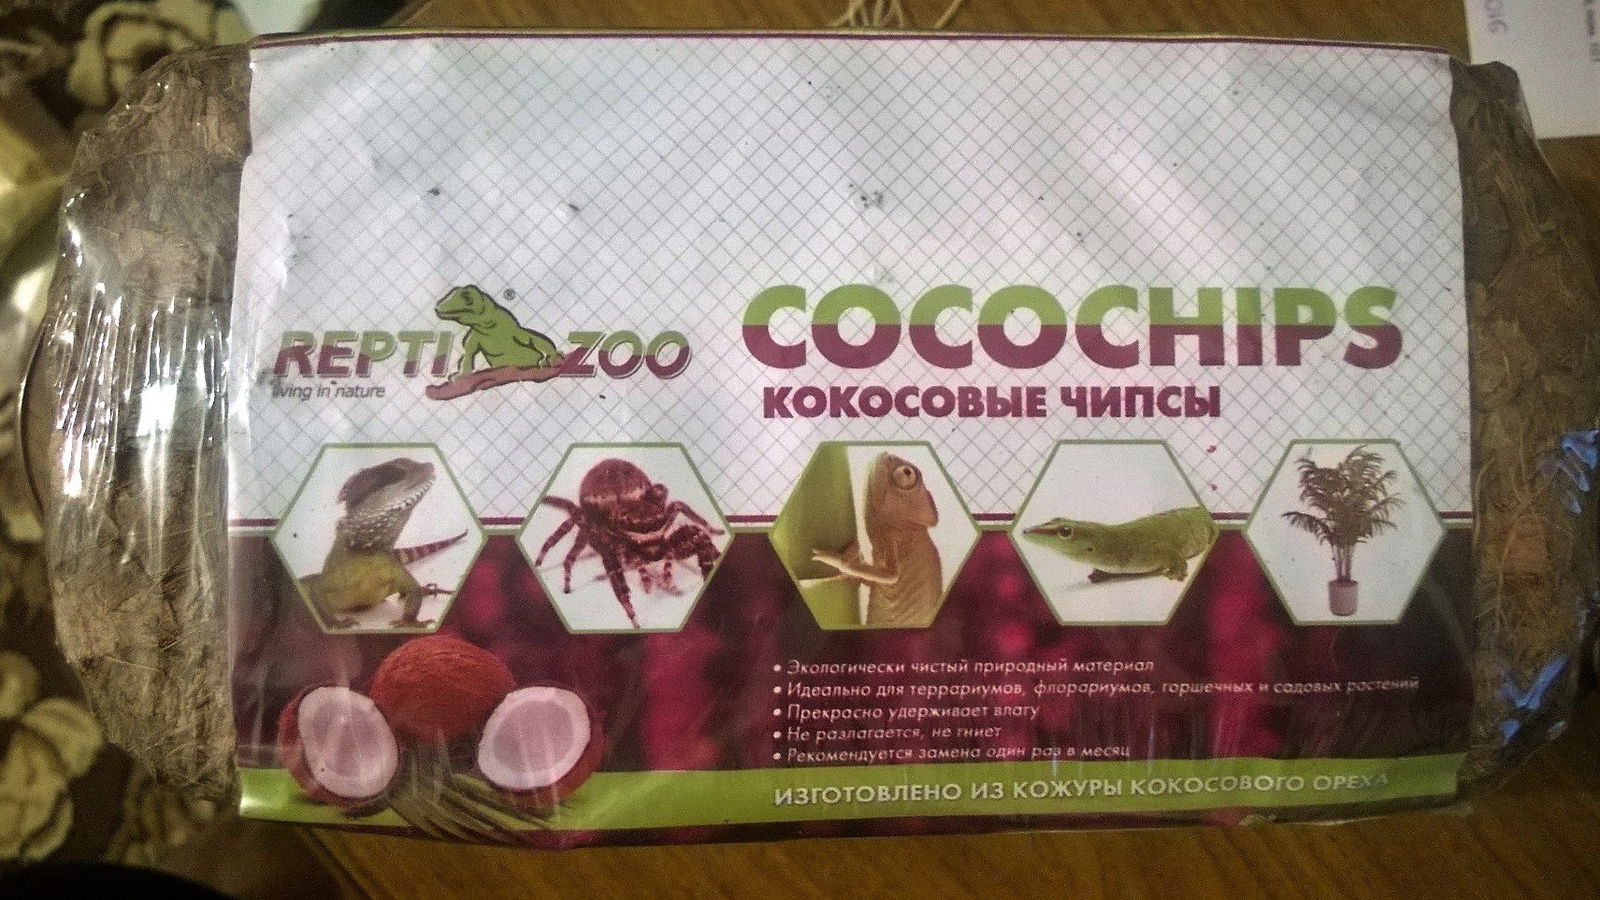 REPTI ZOO ®
living in nature
COCOCHIPS
КОКОСОВЫЕ ЧИПСЫ
• Экологически чистый природный материал
• Идеально для террариумов, флорариумов, горшечных и садовых растений
• Прекрасно удерживает влагу
• Не разлагается, не гниет
• Рекомендуется замена один раз в месяц
ИЗГОТОВЛЕНО ИЗ КОЖУРЫ КОКОСОВОГО ОРЕХА